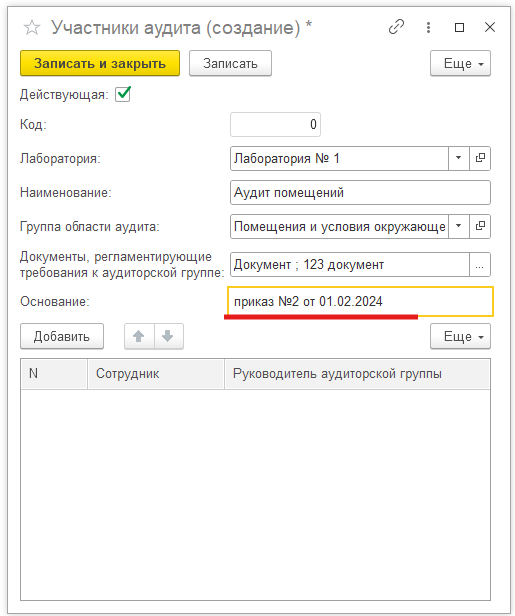 Участники аудита (создание) *
Записать и закрыть
Записать
Еще
Действующая:
Код:
0
Лаборатория:
Лаборатория № 1
Наименование:
Аудит помещений
Группа области аудита:
Помещения и условия окружающе
Документы, регламентирующие
требования к аудиторской группе:
Документ ; 123 документ
...
Основание:
приказ №2 от 01.02.2024
Добавить
Еще
N Сотрудник Руководитель аудиторской группы